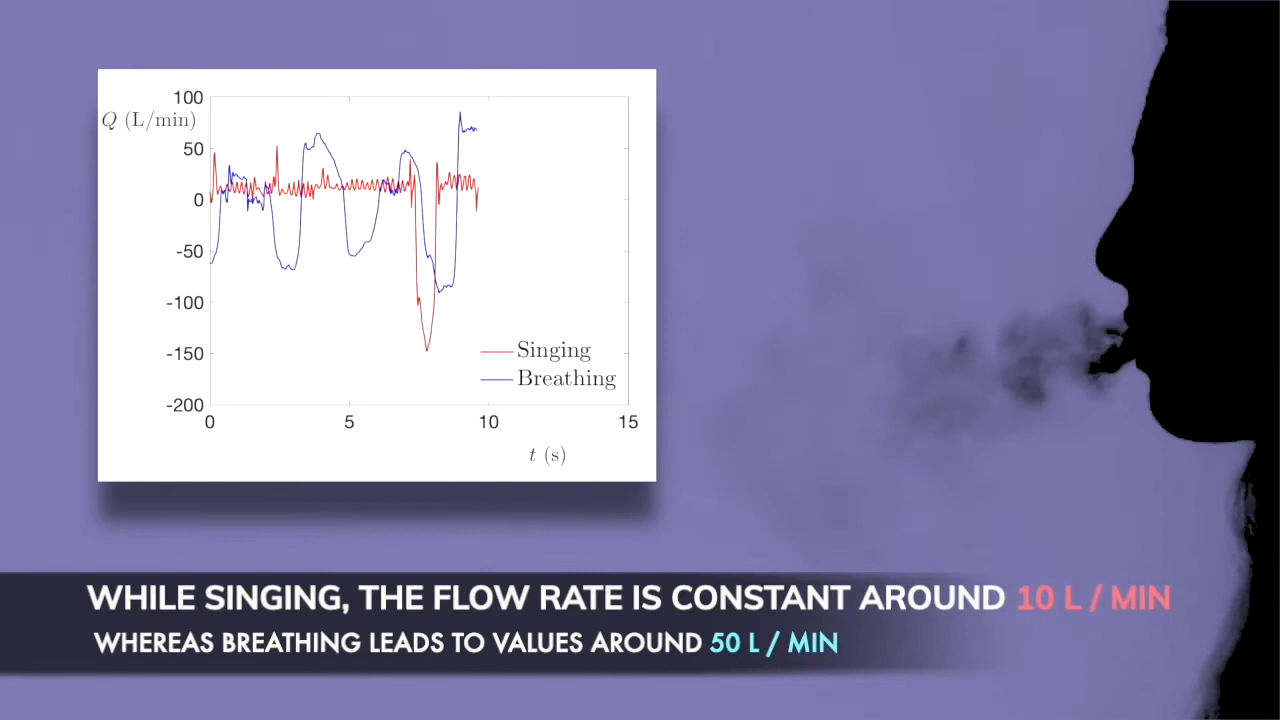 100
Q (L/min)
50
0
-50
-100
-150
-200
0 5 10 15
t (s)
Singing
Breathing
WHILE SINGING, THE FLOW RATE IS CONSTANT AROUND 10 L / MIN
WHEREAS BREATHING LEADS TO VALUES AROUND 50 L / MIN